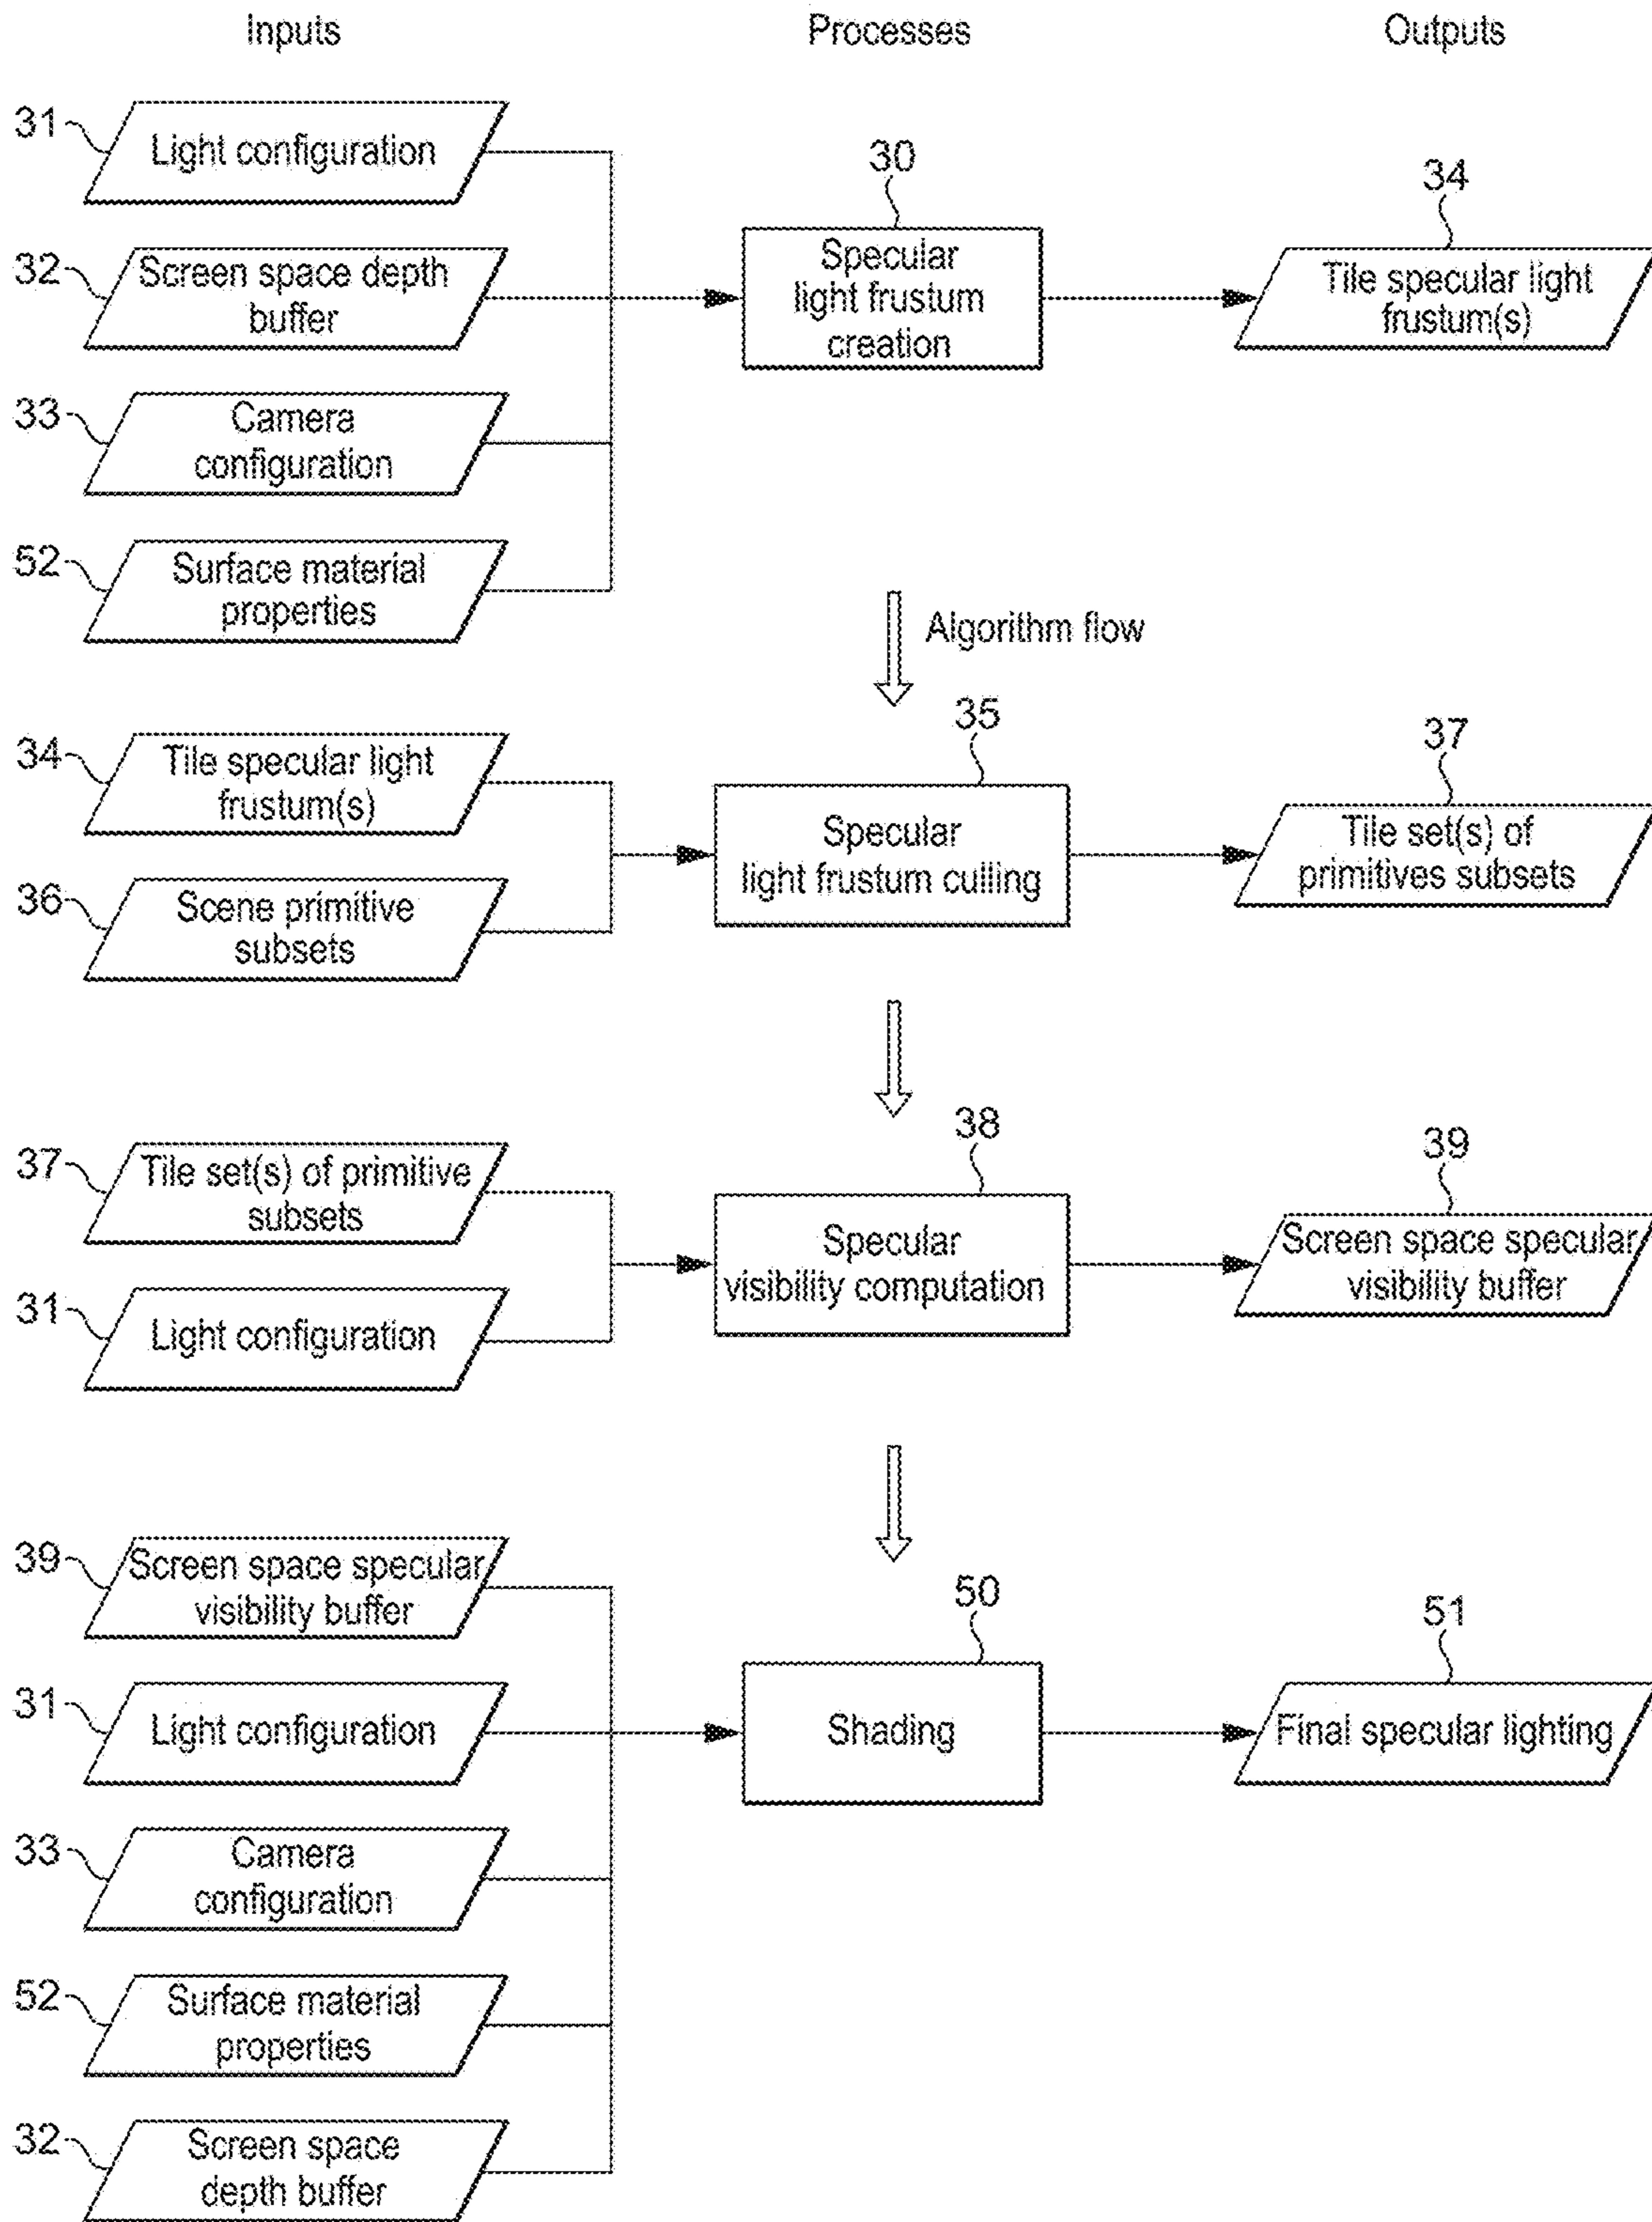 Inputs
Processes
Outputs
31
Light configuration
32
Screen space depth
buffer
33
Camera
configuration
52
Surface material
properties
30
Specular
light frustum
creation
34
Tile specular light
frustum(s)
Algorithm flow
34
Tile specular light
frustum(s)
36
Scene primitive
subsets
35
Specular
light frustum culling
37
Tile set(s) of
primitives subsets
37
Tile set(s) of primitive
subsets
31
Light configuration
38
Specular
visibility computation
39
Screen space specular
visibility buffer
39
Screen space specular
visibility buffer
31
Light configuration
33
Camera
configuration
52
Surface material
properties
32
Screen space
depth buffer
50
Shading
51
Final specular lighting